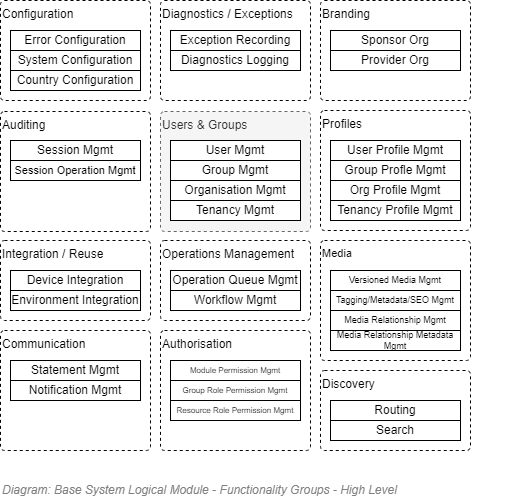 Configuration
Error Configuration
System Configuration
Country Configuration
Diagnostics / Exceptions
Exception Recording
Diagnostics Logging
Branding
Sponsor Org
Provider Org
Auditing
Session Mgmt
Session Operation Mgmt
Users & Groups
User Mgmt
Group Mgmt
Organisation Mgmt
Tenancy Mgmt
Profiles
User Profile Mgmt
Group Profle Mgmt
Org Profile Mgmt
Tenancy Profile Mgmt
Integration / Reuse
Device Integration
Environment Integration
Operations Management
Operation Queue Mgmt
Workflow Mgmt
Media
Versioned Media Mgmt
Tagging/Metadata/SEO Mgmt
Media Relationship Mgmt
Media Relationship Metadata
Mgmt
Communication
Statement Mgmt
Notification Mgmt
Authorisation
Module Permission Mgmt
Group Role Permission Mgmt
Resource Role Permission Mgmt
Discovery
Routing
Search
Diagram: Base System Logical Module - Functionality Groups - High Level